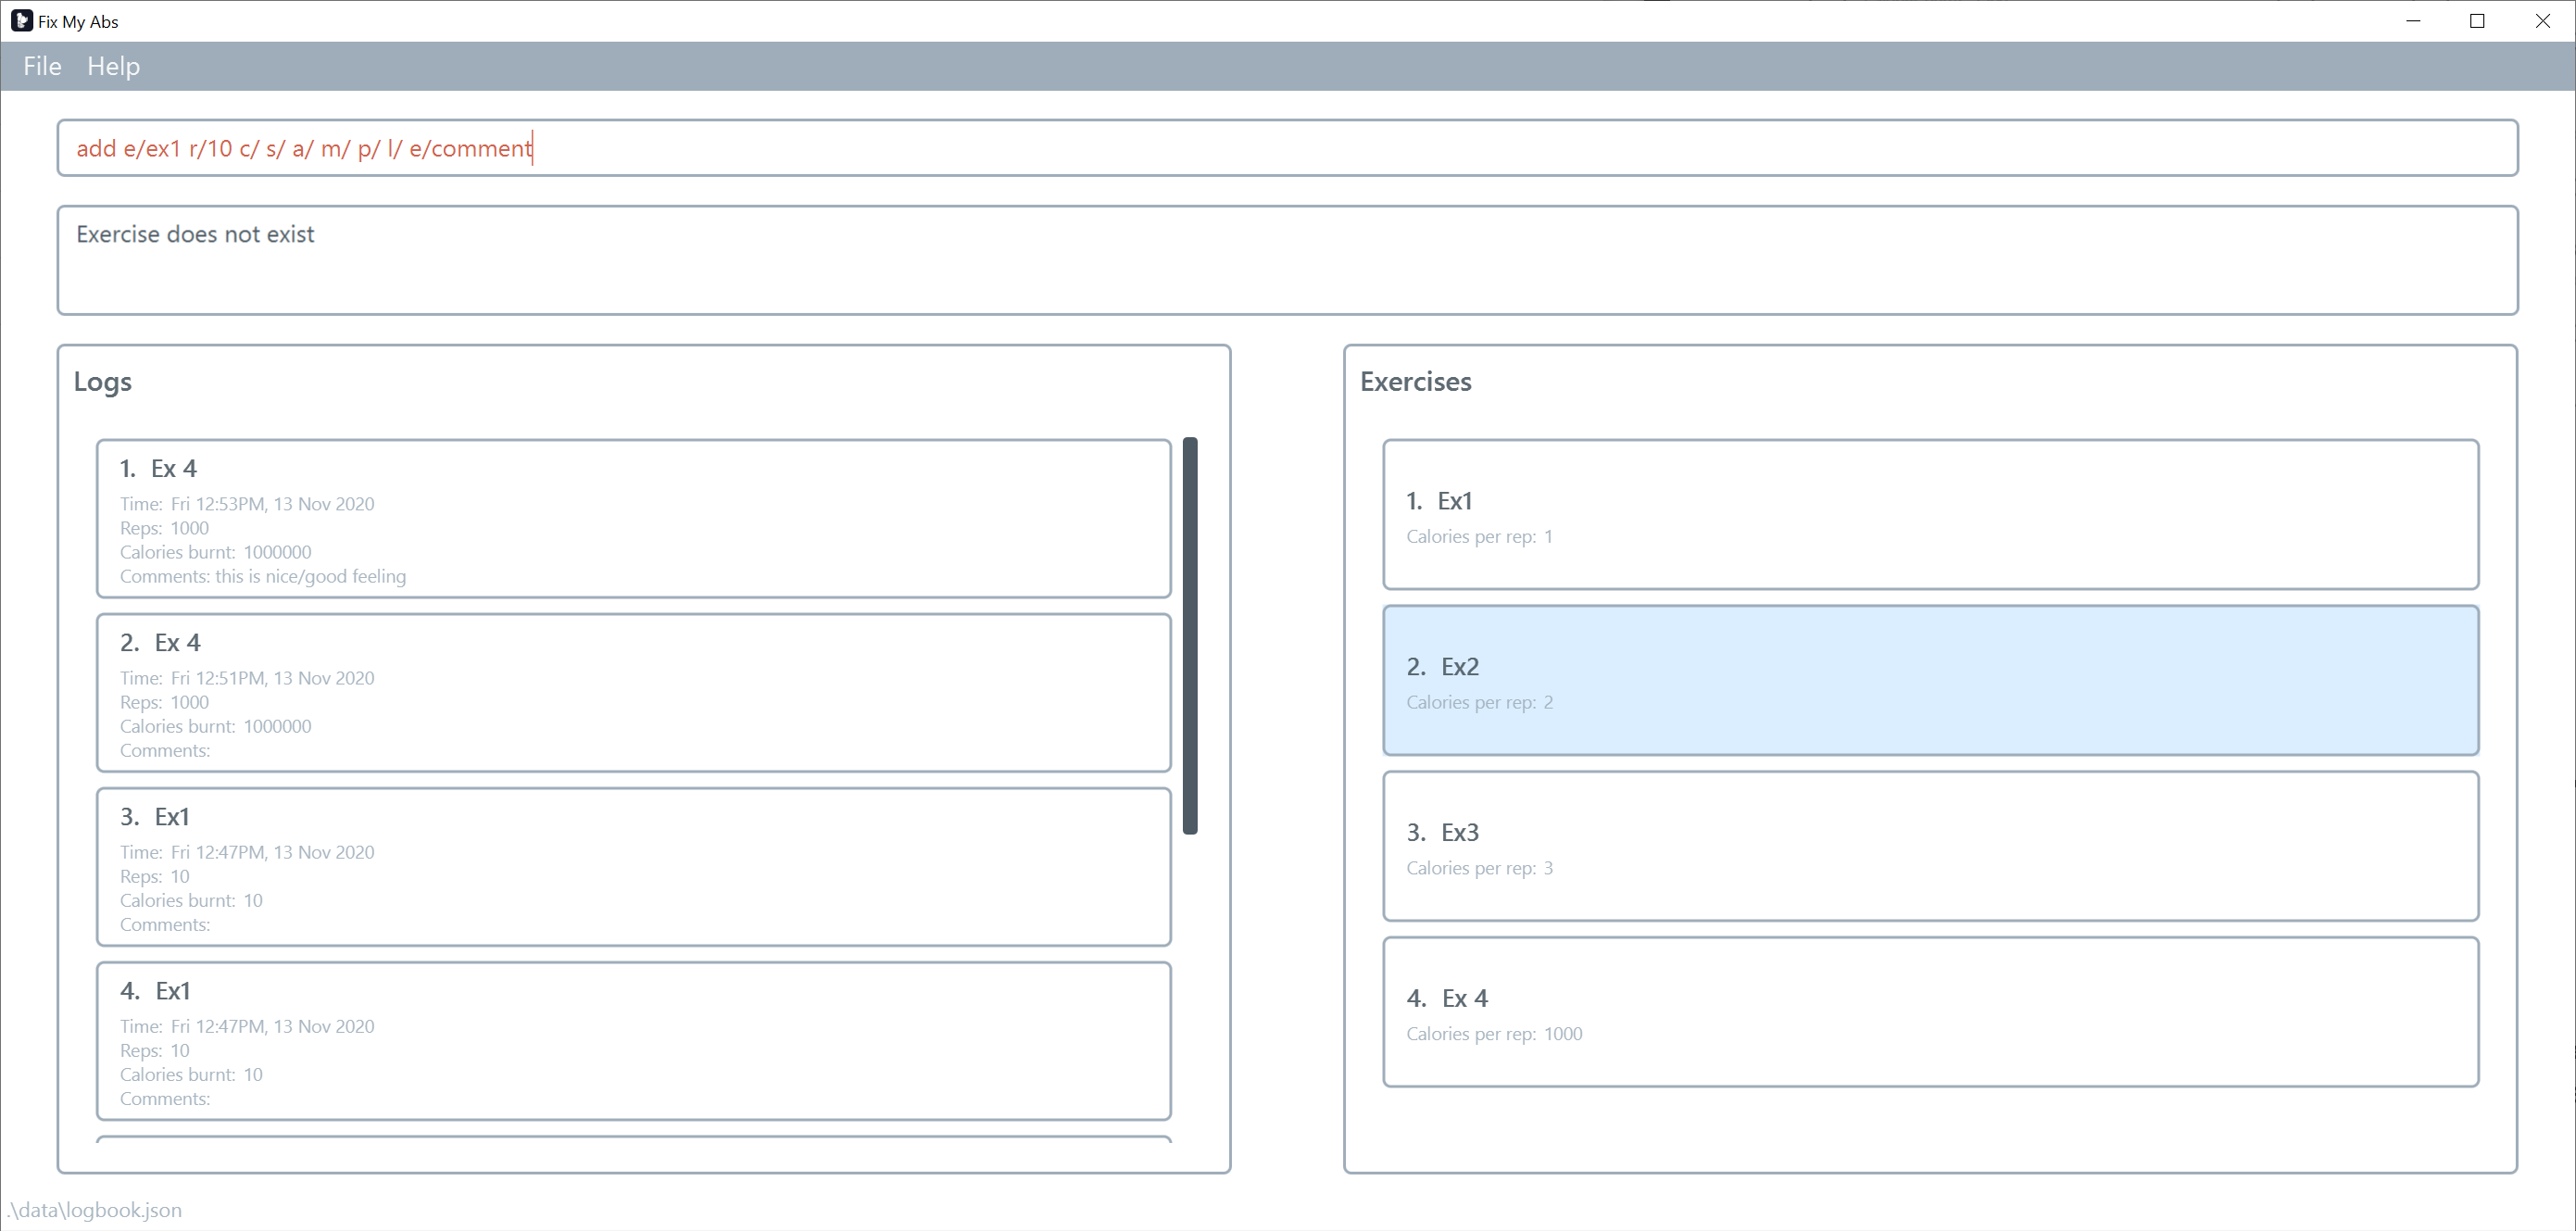 Fix My Abs
File Help
add e/ex1 r/10 c/ s/ a/ m/ p/ l/ e/comment
Exercise does not exist
Logs
1. Ex 4
Time: Fri 12:53PM, 13 Nov 2020
Reps: 1000
Calories burnt: 1000000
Comments: this is nice/good feeling
2. Ex 4
Time: Fri 12:51PM, 13 Nov 2020
Reps: 1000
Calories burnt: 1000000
Comments:
3. Ex1
Time: Fri 12:47PM, 13 Nov 2020
Reps: 10
Calories burnt: 10
Comments:
4. Ex1
Time: Fri 12:47PM, 13 Nov 2020
Reps: 10
Calories burnt: 10
Comments:
Exercises
1. Ex1
Calories per rep: 1
2. Ex2
Calories per rep: 2
3. Ex3
Calories per rep: 3
4. Ex 4
Calories per rep: 1000
.\data\logbook.json